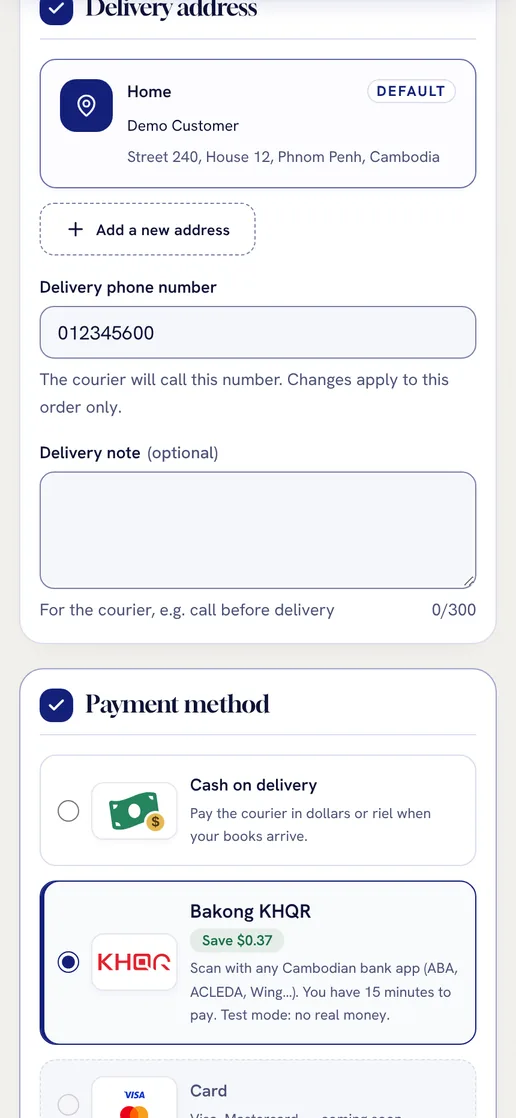 Delivery address
Home
DEFAULT
Demo Customer
Street 240, House 12, Phnom Penh, Cambodia
+ Add a new address
Delivery phone number
012345600
The courier will call this number. Changes apply to this
order only.
Delivery note (optional)
For the courier, e.g. call before delivery
0/300
Payment method
$
Cash on delivery
Pay the courier in dollars or riel when
your books arrive.
Bakong KHQR
Save $0.37
KHQR
Scan with any Cambodian bank app (ABA,
ACLEDA, Wing...). You have 15 minutes to
pay. Test mode: no real money.
VISA
Card